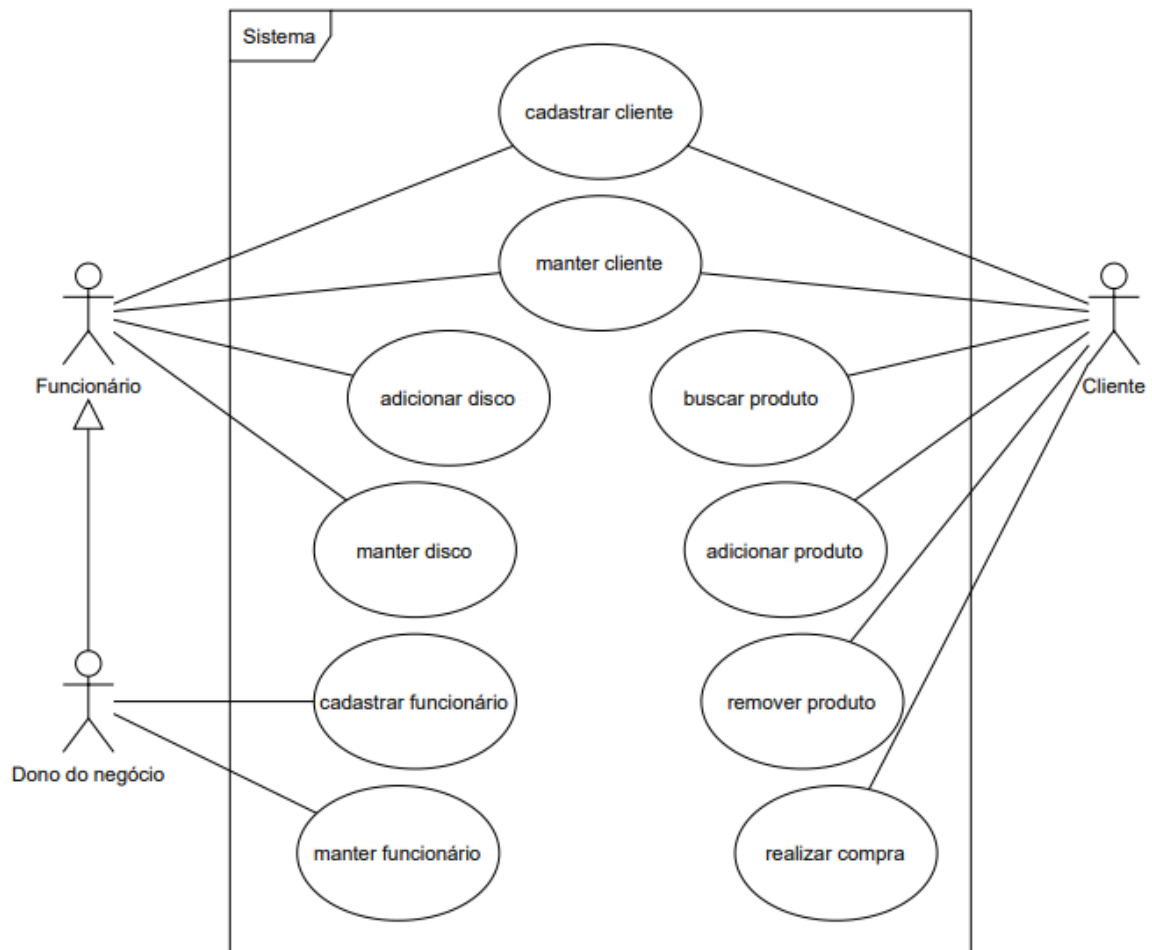 Sistema
cadastrar cliente
manter cliente
Funcionário
Cliente
adicionar disco
buscar produto
manter disco
adicionar produto
cadastrar funcionário
remover produto
Dono do negócio
manter funcionário
realizar compra